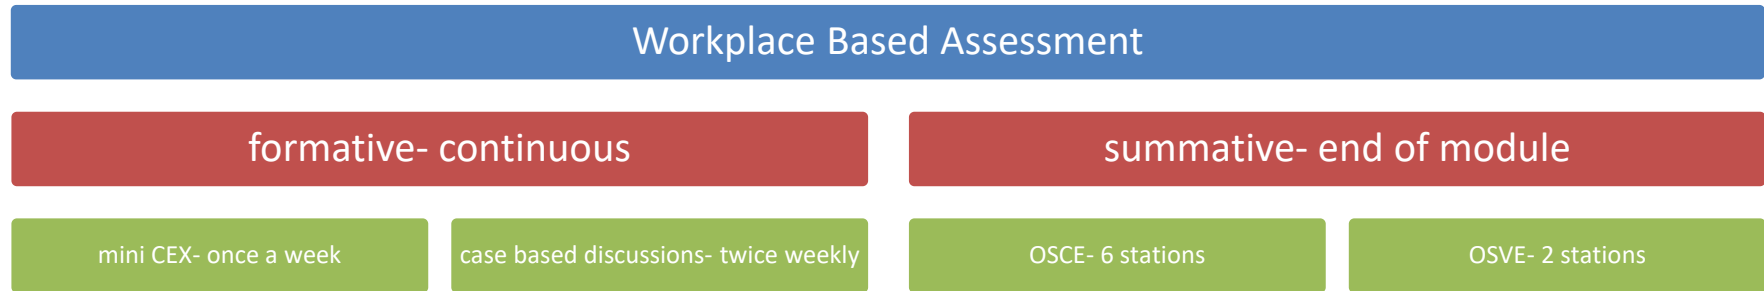 Workplace Based Assessment
formative- continuous
summative- end of module
mini CEX- once a week
case based discussions- twice weekly
OSCE- 6 stations
OSVE- 2 stations